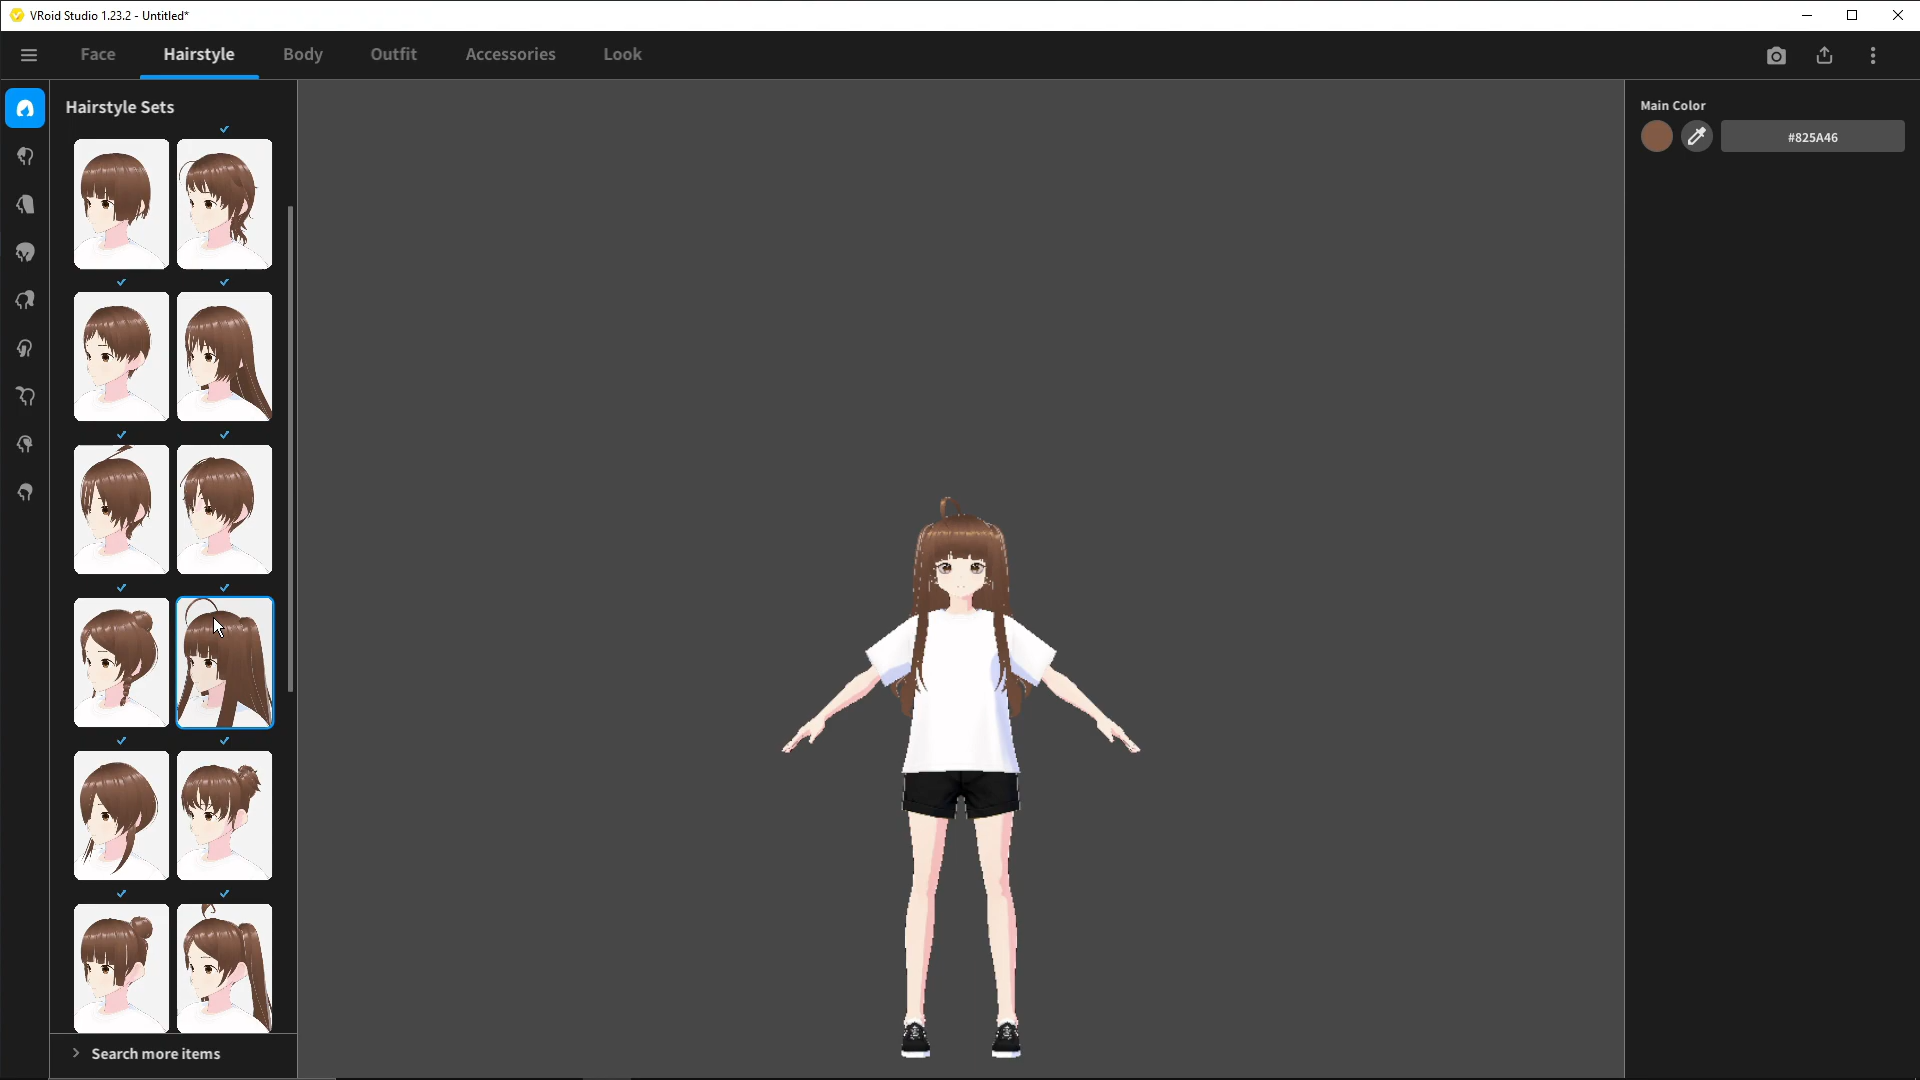 VRoid Studio 1.23.2 - Untitled*
Face
Hairstyle
Body
Outfit
Accessories
Look
Hairstyle Sets
Main Color
#825A46
Search more items